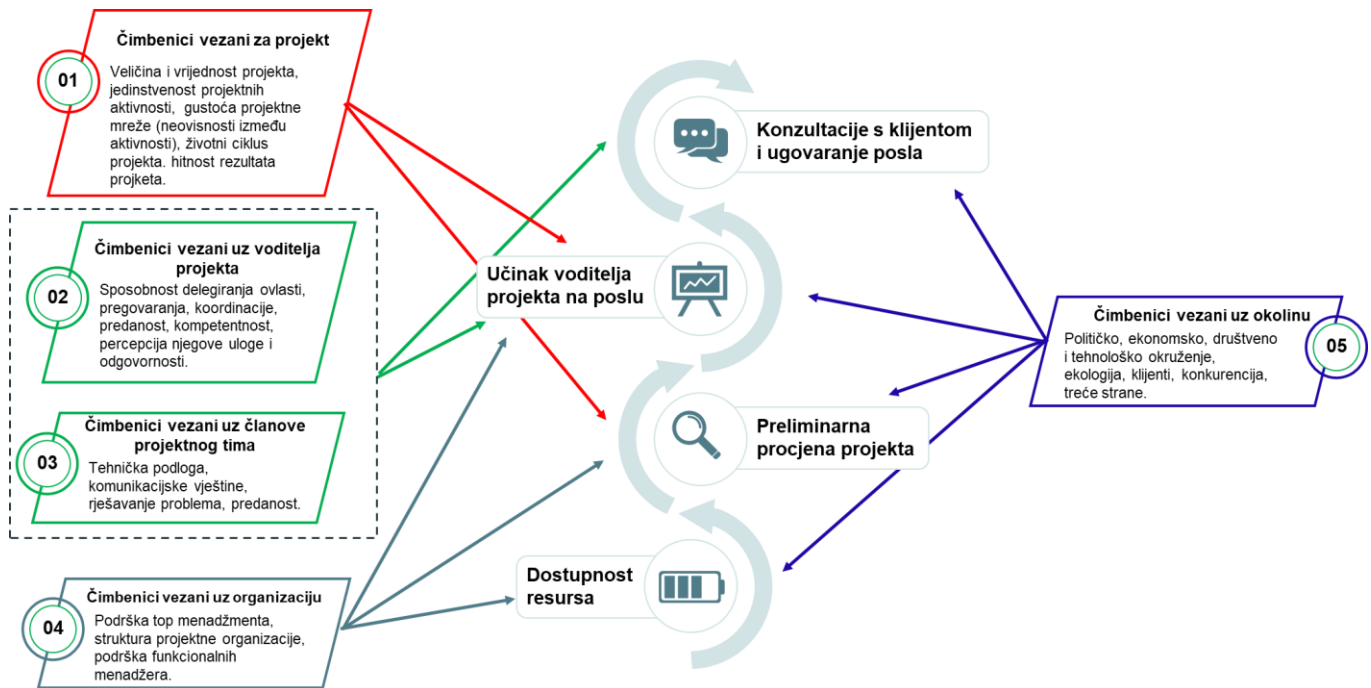 01
Čimbenici vezani za projekt
Veličina i vrijednost projekta,
jedinstvenost projektnih
aktivnosti, gustoća projektne
mreže (neovisnosti između
aktivnosti), životni ciklus
projekta. hitnost rezultata
projketa.
02
Čimbenici vezani uz voditelja
projekta
Sposobnost delegiranja ovlasti,
pregovaranja, koordinacije,
predanost, kompetentnost,
percepcija njegove uloge i
odgovornosti.
03
Čimbenici vezani uz članove
projektnog tima
Tehnička podloga,
komunikacijske vještine,
rješavanje problema, predanost.
04
Čimbenici vezani uz organizaciju
Podrška top menadžmenta,
struktura projektne organizacije,
podrška funkcionalnih
menadžera.
Konzultacije s klijentom
i ugovaranje posla
Učinak voditelja
projekta na poslu
Preliminarna
procjena projekta
Dostupnost
resursa
Čimbenici vezani uz okolinu
Političko, ekonomsko, društveno
i tehnološko okruženje,
ekologija, klijenti, konkurencija,
treće strane.
05